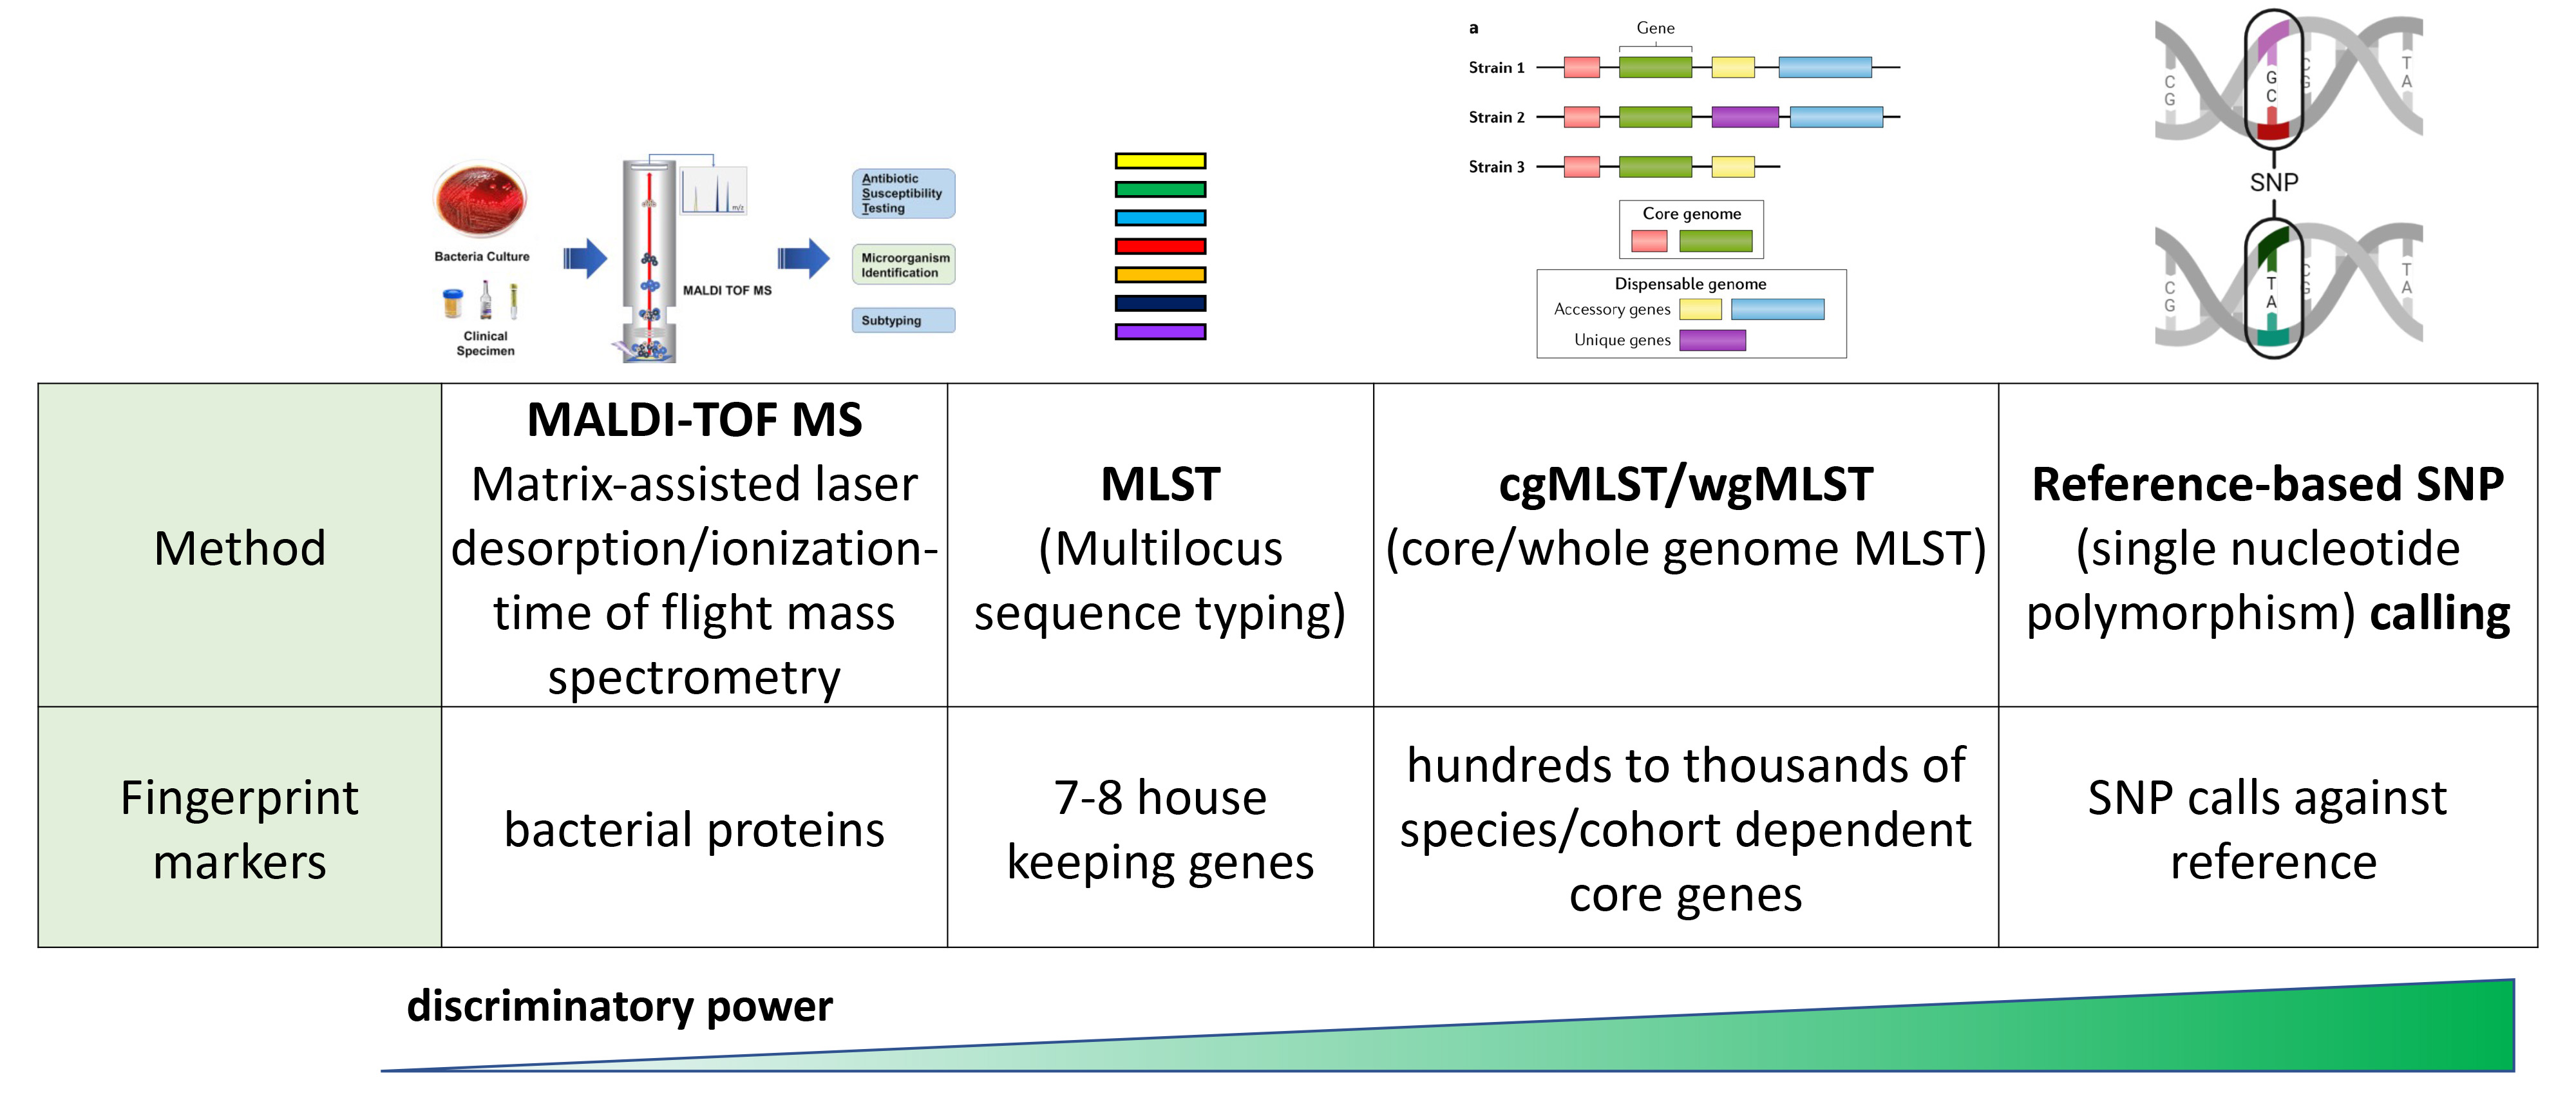 Bacteria Culture
Clinical
Specimen
m/z
MALDI TOF MS
Antibiotic
Susceptibility
Testing
Microorganism
Identification
Subtyping
a
Gene
Strain 1
Strain 2
Strain 3
Core genome
Dispensable genome
Accessory genes
Unique genes
C
G
G
C
C
G
T
A
SNP
C
G
T
A
C
G
T
A
Method
MALDI-TOF MS
Matrix-assisted laser
desorption/ionization-
time of flight mass
spectrometry
MLST
(Multilocus
sequence typing)
cgMLST/wgMLST
(core/whole genome MLST)
Reference-based SNP
(single nucleotide
polymorphism) calling
Fingerprint
markers
bacterial proteins
7-8 house
keeping genes
hundreds to thousands of
species/cohort dependent
core genes
SNP calls against
reference
discriminatory power